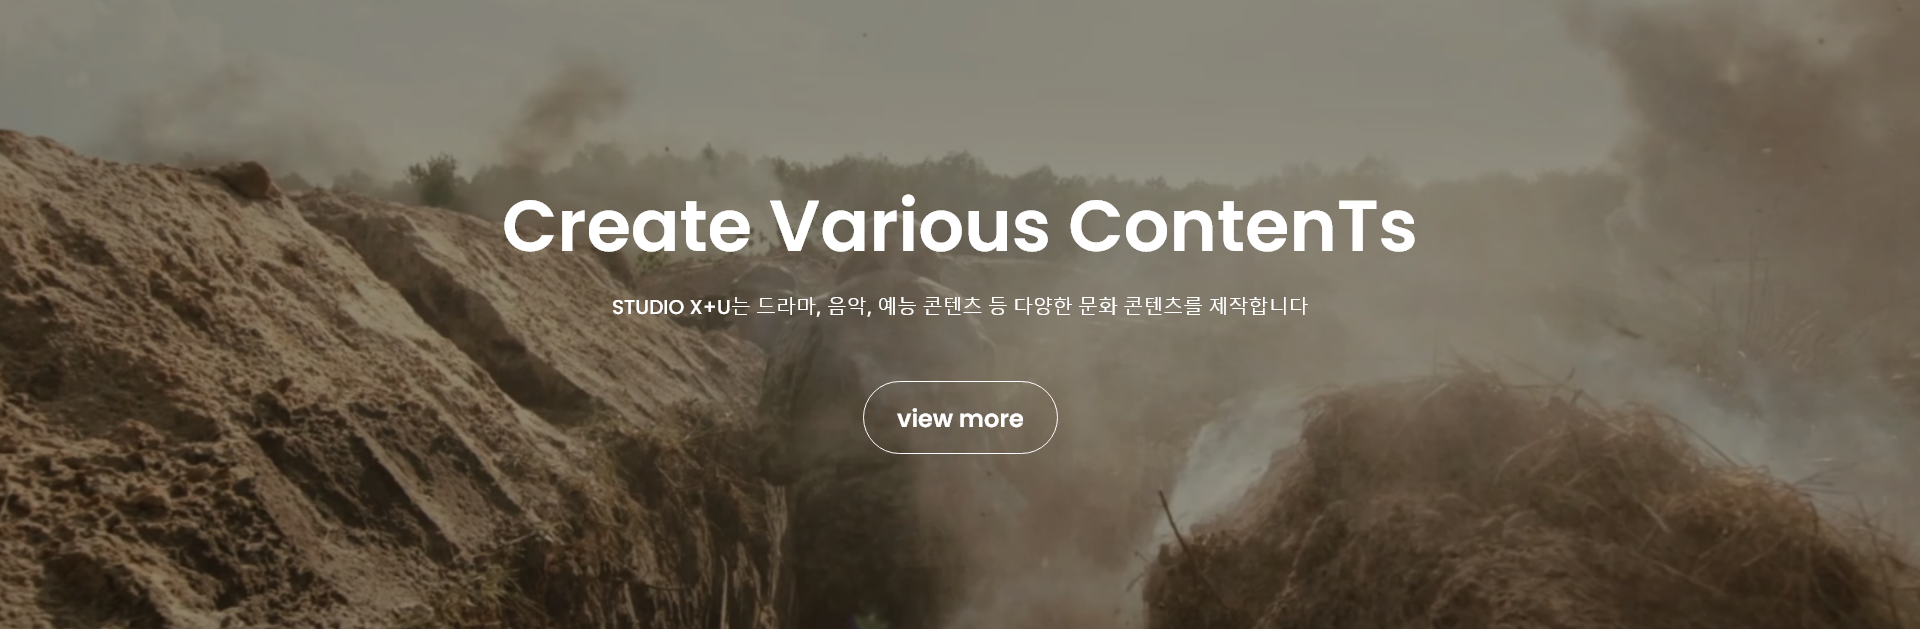 Create Various ContenTs
STUDIO X+U는 드라마, 음악, 예능 콘텐츠 등 다양한 문화 콘텐츠를 제작합니다
view more